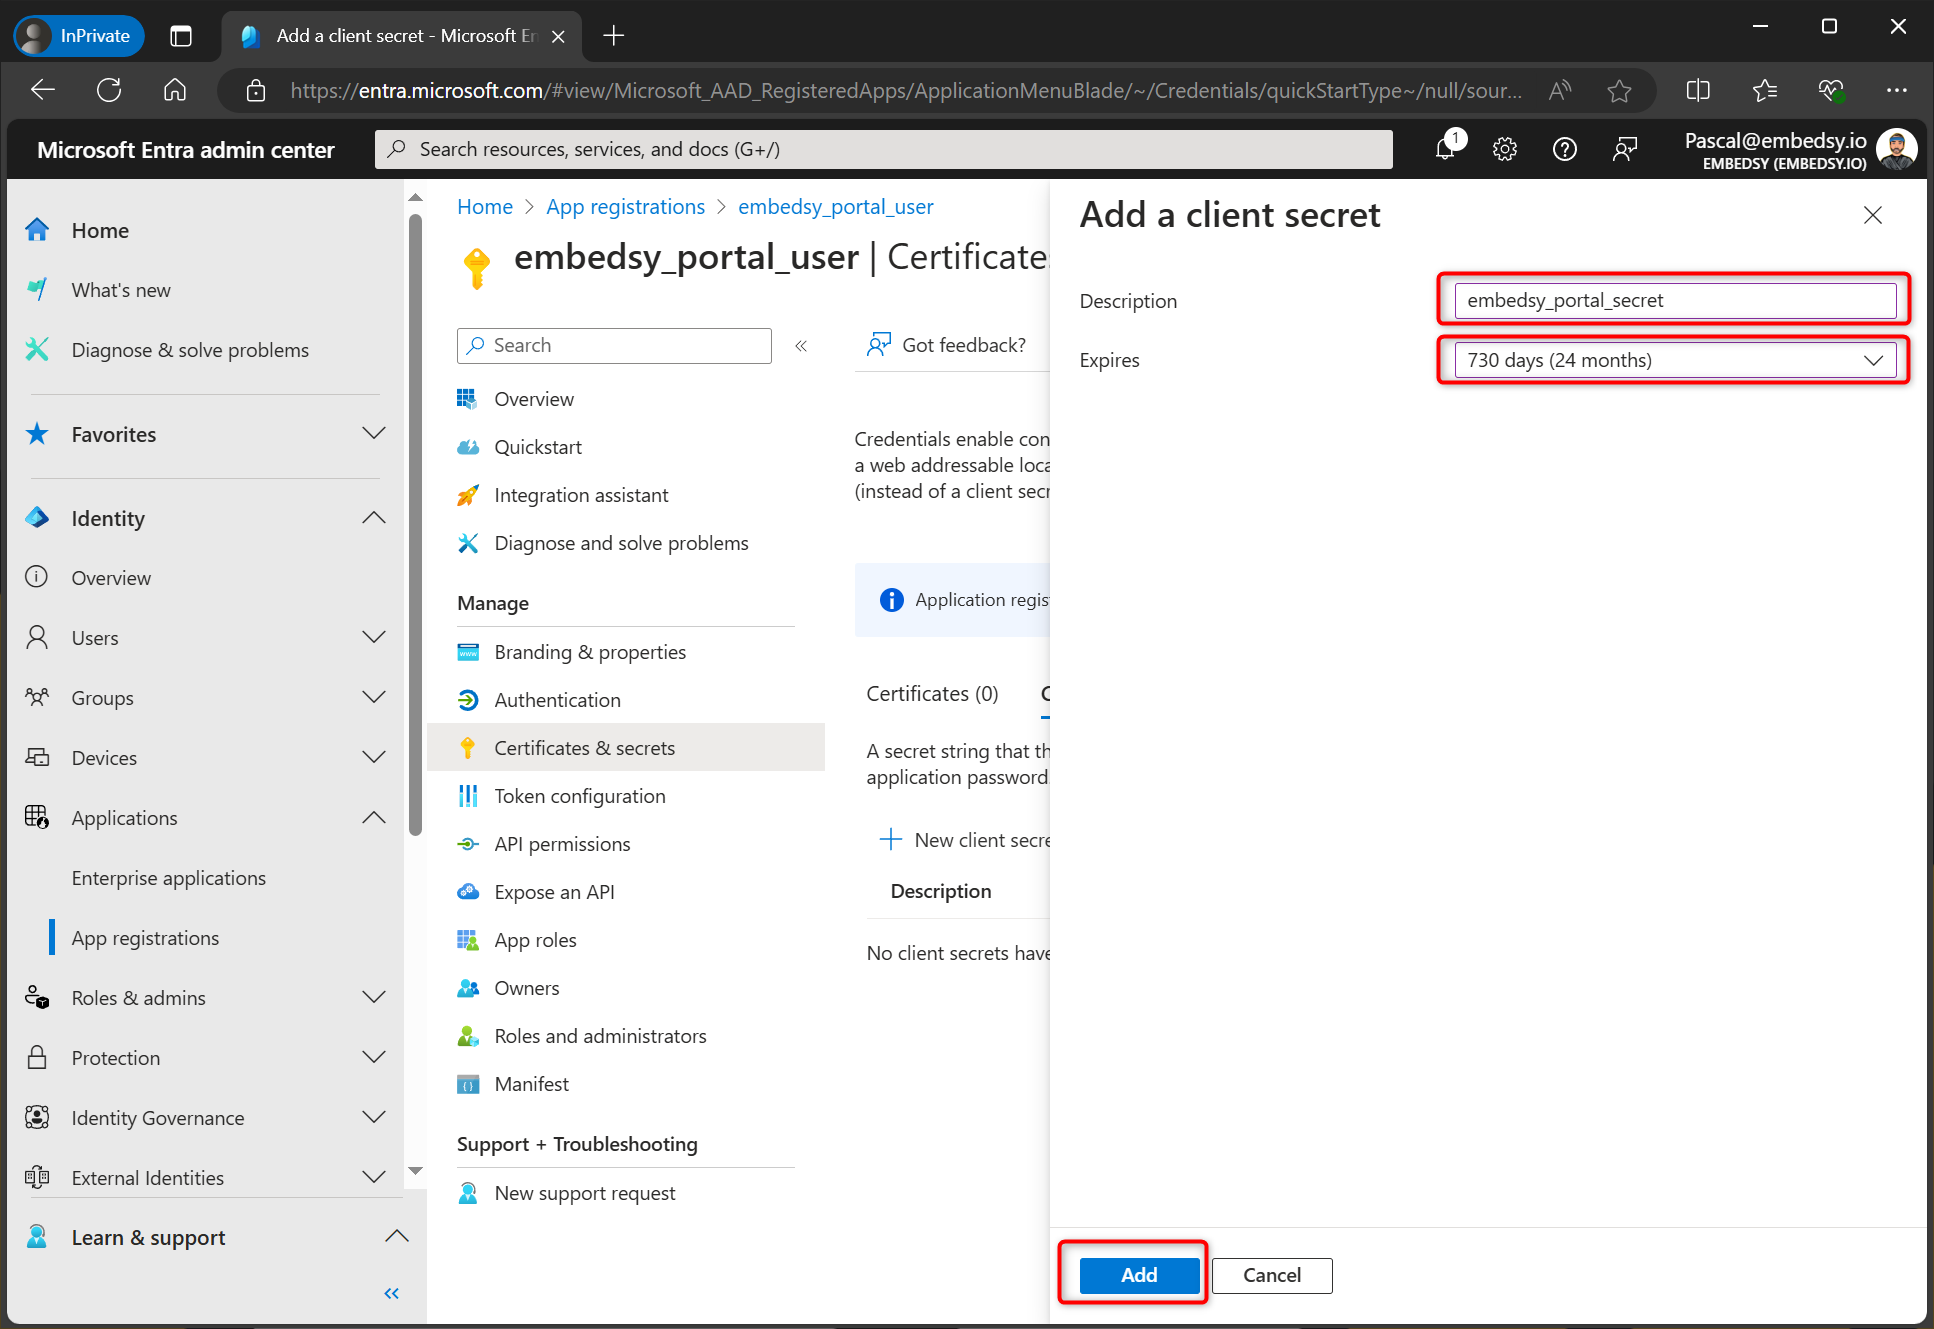 InPrivate
Add a client secret - Microsoft En
https://entra.microsoft.com/#view/Microsoft_AAD_RegisteredApps/ApplicationMenuBlade/~/Credentials/quickStartType~/null/sour...
Microsoft Entra admin center
Search resources, services, and docs (G+/)
1
Pascal@embedsy.io
EMBEDSY (EMBEDSY.IO)
Home
What's new
Diagnose & solve problems
Favorites
Identity
Overview
Users
Groups
Devices
Applications
Enterprise applications
App registrations
Roles & admins
Protection
Identity Governance
External Identities
Learn & support
Home > App registrations > embedsy_portal_user
embedsy_portal_user | Certificates
Search
Overview
Quickstart
Integration assistant
Diagnose and solve problems
Manage
Branding & properties
Authentication
Certificates & secrets
Token configuration
API permissions
Expose an API
App roles
Owners
Roles and administrators
Manifest
Support + Troubleshooting
New support request
Got feedback?
Credentials enable con
a web addressable loca
(instead of a client secr
Application regis
Certificates (0)
C
A secret string that th
application password.
New client secre
Description
No client secrets have
Add a client secret
Description
embedsy_portal_secret
Expires
730 days (24 months)
Add
Cancel